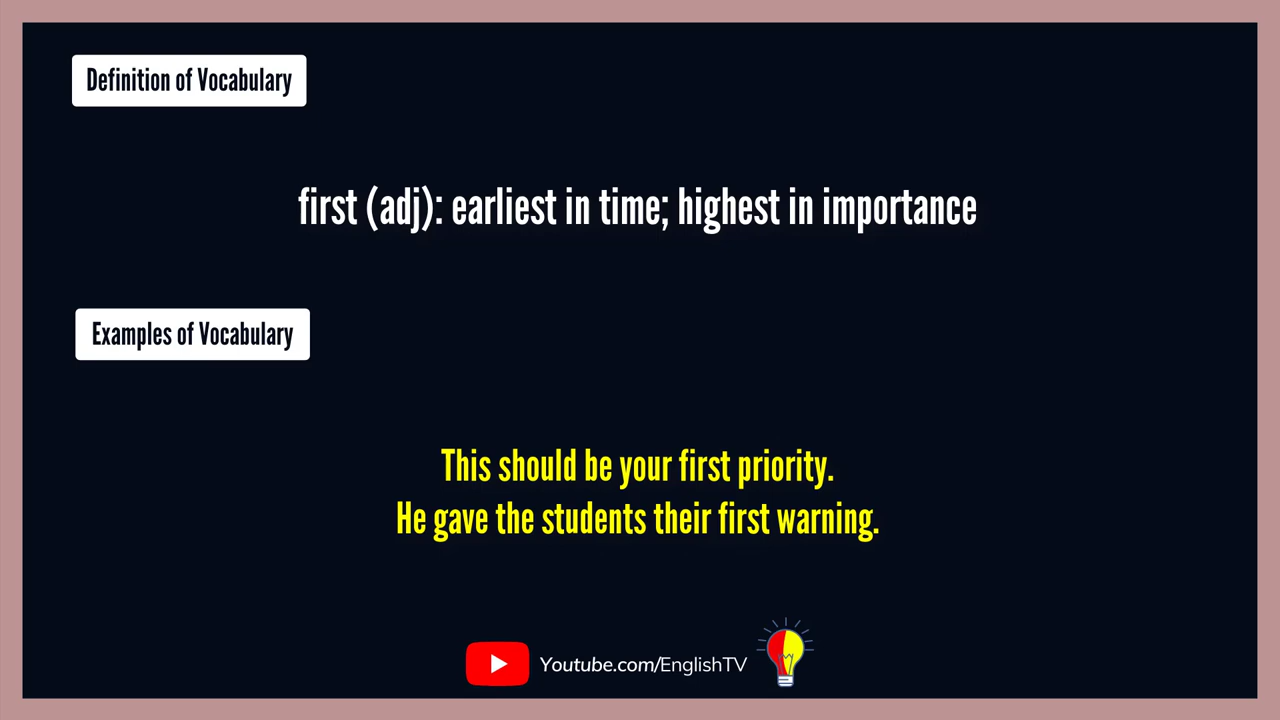 Definition of Vocabulary
first (adj): earliest in time; highest in importance
Examples of Vocabulary
This should be your first priority.
He gave the students their first warning.
Youtube.com/EnglishTV